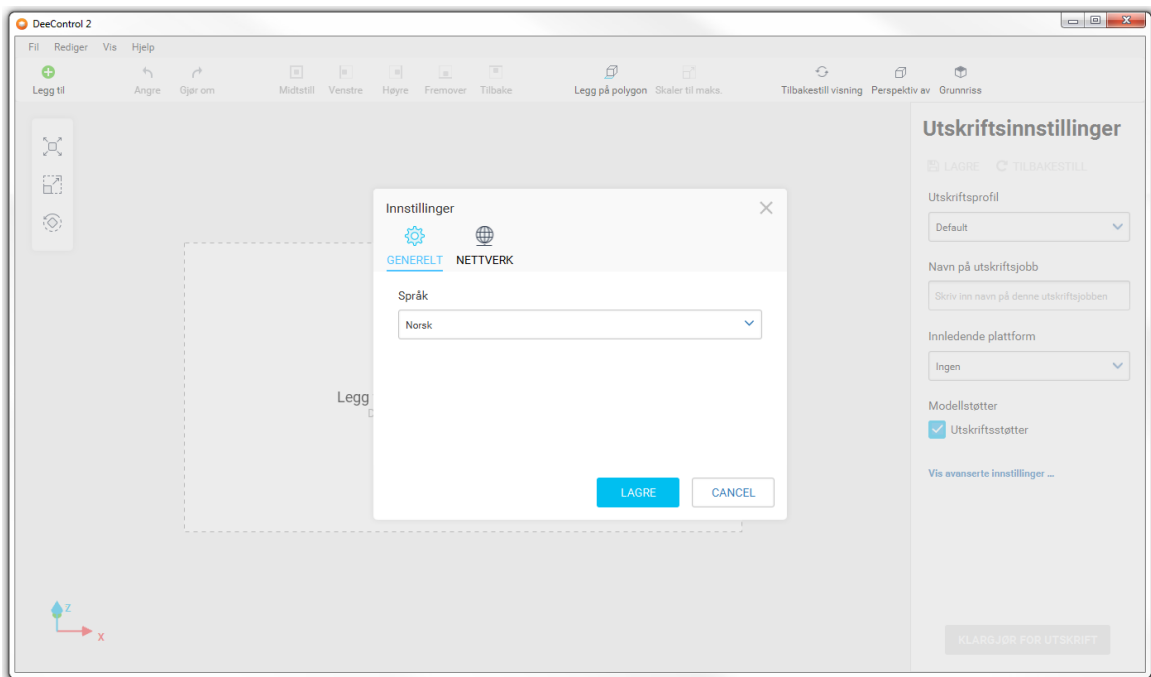 DeeControl 2
Fil Rediger Vis Hjelp
Legg til Angre Gjør om Midtstill Venstre Høyre Fremover Tilbake Legg på polygon Skaler til maks. Tilbakestill visning Perspektiv av Grunnriss
Utskriftsinnstillinger
LAGRE TILBAKESTILL
Utskriftsprofil
Default
Navn på utskriftsjobb
Skriv inn navn på denne utskriftsjobben
Innledende plattform
Ingen
Modellstøtter
Utskriftsstøtter
Vis avanserte innstillinger ...
KLARGJØR FOR UTSKRIFT
Innstillinger
GENERELT NETTVERK
Språk
Norsk
LAGRE CANCEL
Legg
Z
X